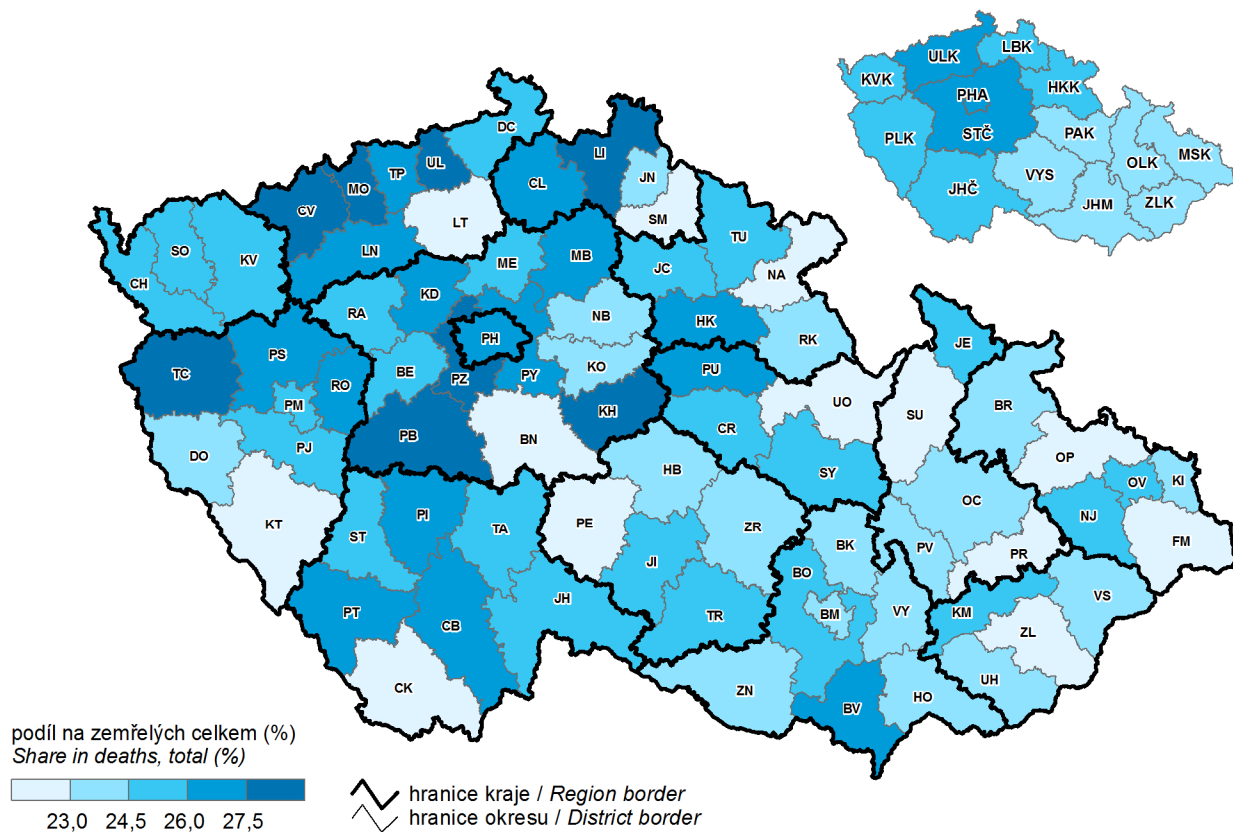 ULK
LBK
KVK
PHA
HKK
STČ
PLK
PAK
MSK
OLK
VYS
JHČ
ZLK
JHM
DC
UL
LI
TP
MO
CL
JN
CV
LT
SM
SO
KV
LN
TU
CH
ME
MB
JC
NA
KD
RA
NB
HK
PH
RK
PS
JE
KO
TC
BE
PZ
PY
PU
RO
UO
PM
KH
BR
SU
CR
PB
BN
DO
PJ
OP
HB
SY
OV
KI
OC
NJ
PI
KT
ST
TA
PE
ZR
FM
BK
PV
PR
JI
BO
VS
JH
PT
CB
TR
BM
VY
KM
ZL
UH
CK
ZN
HO
BV
podíl na zemřelých celkem (%)
Share in deaths, total (%)
23,0 24,5 26,0 27,5
hranice kraje / Region border
hranice okresu / District border